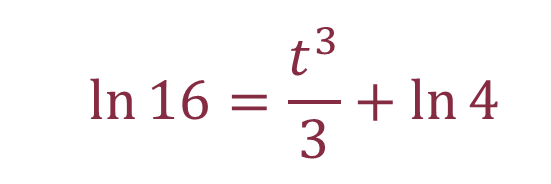 ln 16 = t³/3 + ln 4